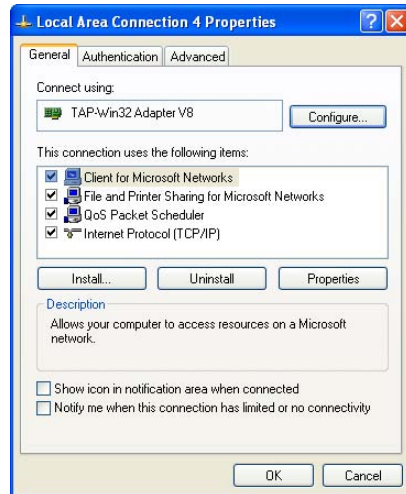 Local Area Connection 4 Properties
General Authentication Advanced
Connect using:
TAP-Win32 Adapter V8
Configure...
This connection uses the following items:
Client for Microsoft Networks
File and Printer Sharing for Microsoft Networks
QoS Packet Scheduler
Internet Protocol (TCP/IP)
Install... Uninstall Properties
Description
Allows your computer to access resources on a Microsoft
network.
Show icon in notification area when connected
Notify me when this connection has limited or no connectivity
OK Cancel